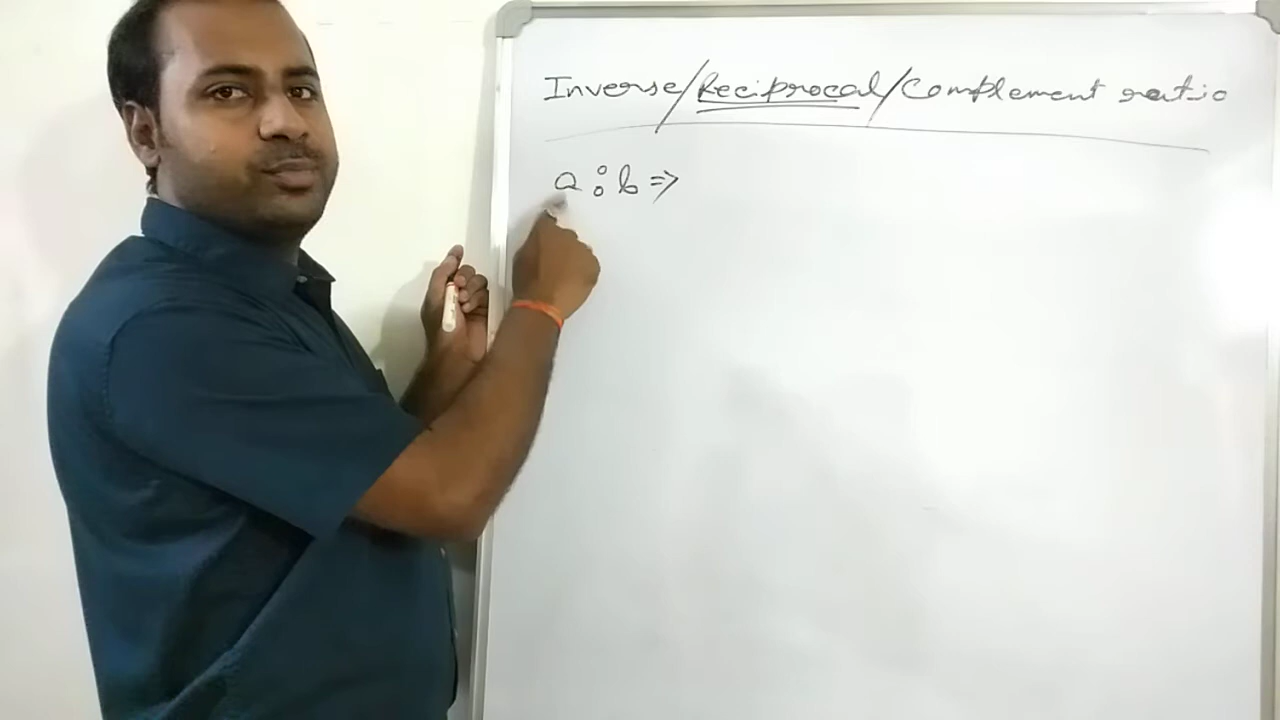 Inverse/Reciprocal/Complement ratio
a : b ⇒